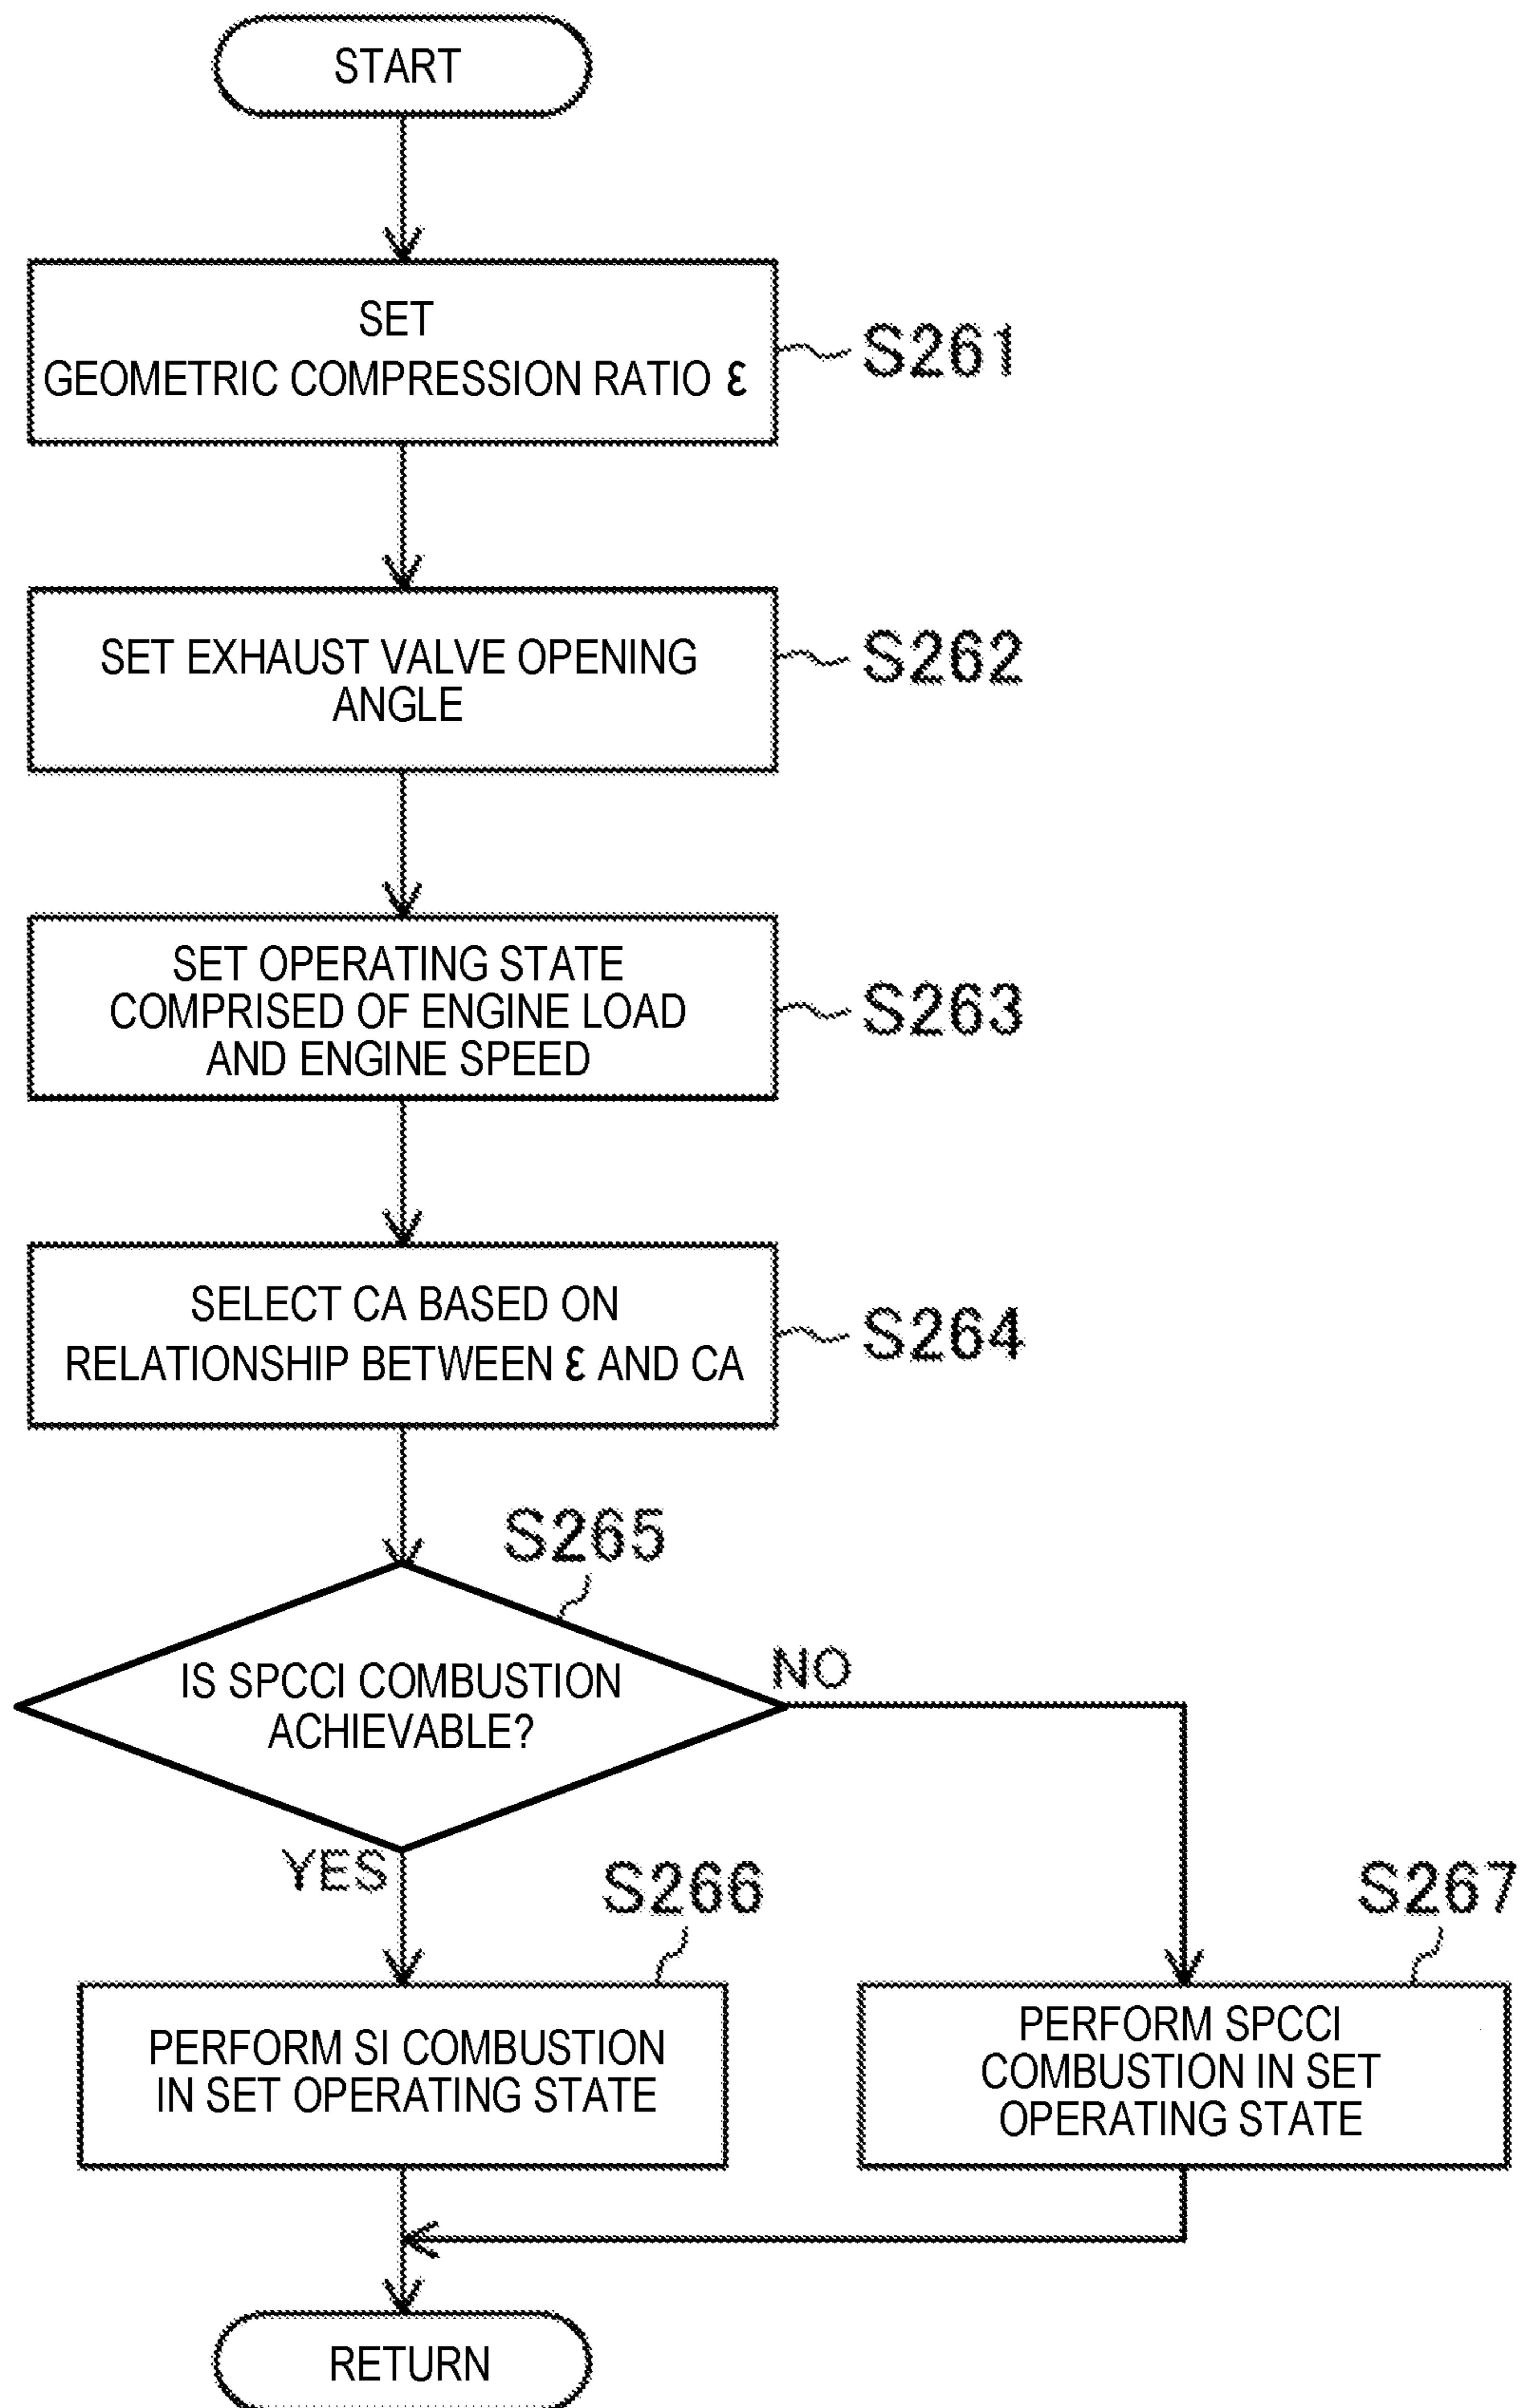 START
SET
GEOMETRIC COMPRESSION RATIO ε
S261
SET EXHAUST VALVE OPENING
ANGLE
S262
SET OPERATING STATE
COMPRISED OF ENGINE LOAD
AND ENGINE SPEED
S263
SELECT CA BASED ON
RELATIONSHIP BETWEEN ε AND CA
S264
S265
IS SPCCI COMBUSTION
ACHIEVABLE?
NO
YES
S266
PERFORM SI COMBUSTION
IN SET OPERATING STATE
S267
PERFORM SPCCI
COMBUSTION IN SET
OPERATING STATE
RETURN